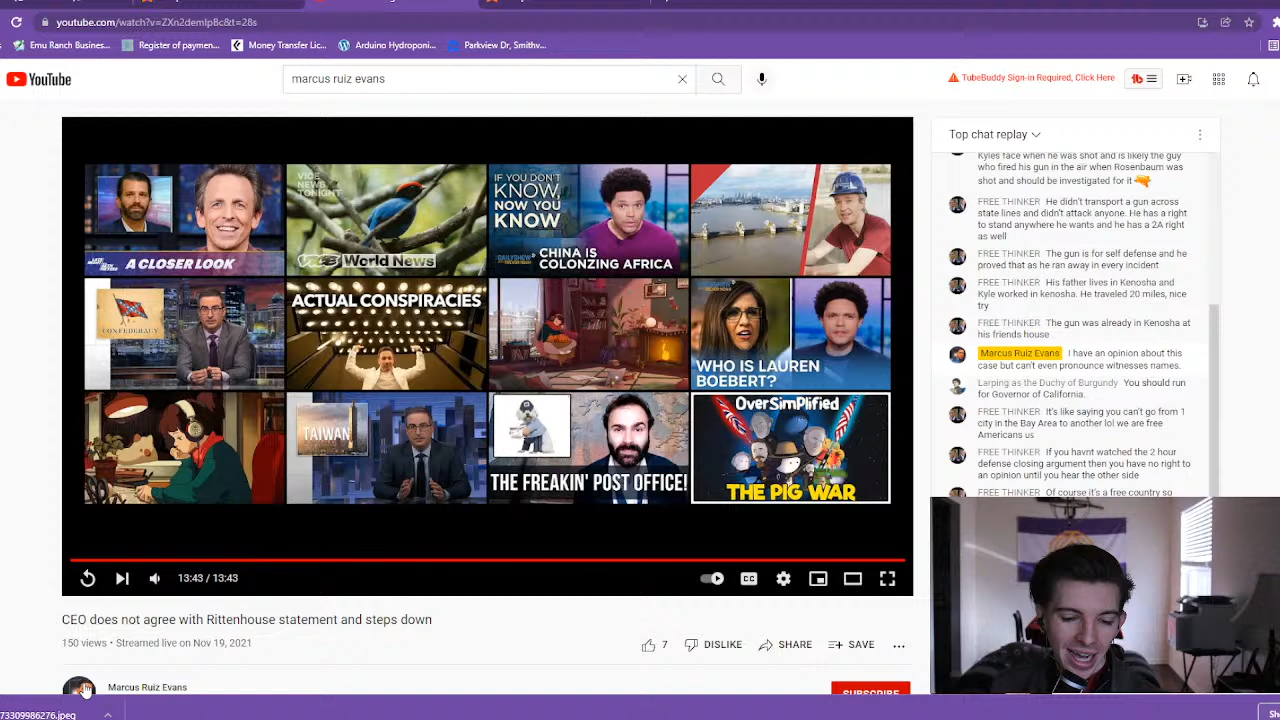 youtube.com/watch?v=ZXn2demIpBc&t=28s
Emu Ranch Busines... Register of paymen... Money Transfer Lic... Arduino Hydroponi... Parkview Dr, Smithv...
YouTube
marcus ruiz evans
TubeBuddy Sign-in Required, Click Here
tb
Top chat replay
Kyles face when he was shot and is likely the guy
who fired his gun in the air when Rosenbaum was
shot and should be investigated for it
FREE THINKER He didn't transport a gun across
state lines and didn't attack anyone. He has a right
to stand anywhere he wants and he has a 2A right
as well
FREE THINKER The gun is for self defense and he
proved that as he ran away in every incident
FREE THINKER His father lives in Kenosha and
Kyle worked in kenosha. He traveled 20 miles, nice
try
FREE THINKER The gun was already in Kenosha at
his friends house
Marcus Ruiz Evans I have an opinion about this
case but can't even pronounce witnesses names.
Larping as the Duchy of Burgundy You should run
for Governor of California.
FREE THINKER It's like saying you can't go from 1
city in the Bay Area to another lol we are free
Americans us
FREE THINKER If you havnt watched the 2 hour
defense closing argument then you have no right to
an opinion until you hear the other side
FREE THINKER Of course it's a free country so
A CLOSER LOOK
VICE
NEWS
TONIGHT
World News
IF YOU DON'T
KNOW,
NOW YOU
KNOW
CHINA IS
COLONZING AFRICA
CONFEDERACY
ACTUAL CONSPIRACIES
WHO IS LAUREN
BOEBERT?
TAIWAN
THE FREAKIN' POST OFFICE!
OverSimplified
THE PIG WAR
13:43 / 13:43
CC
CEO does not agree with Rittenhouse statement and steps down
150 views • Streamed live on Nov 19, 2021
7 DISLIKE SHARE SAVE
Marcus Ruiz Evans
SUBSCRIBE
73309986276.jpeg